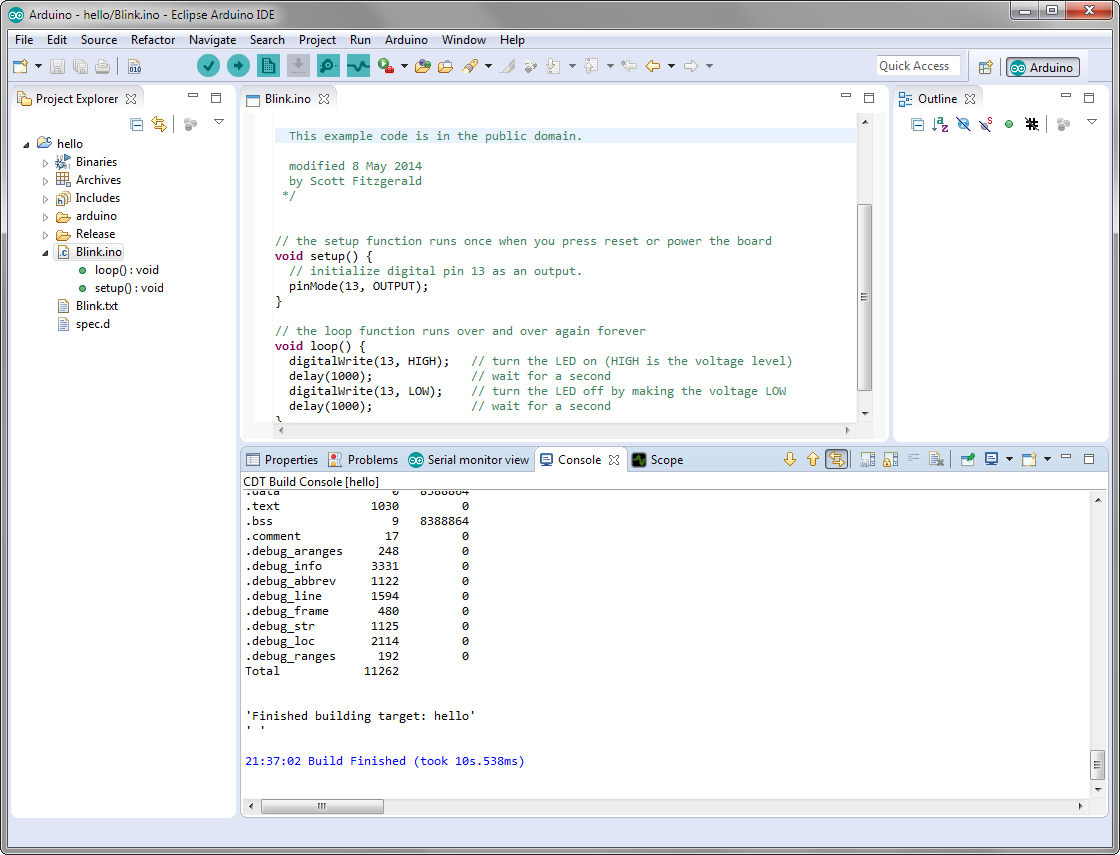 Arduino - hello/Blink.ino - Eclipse Arduino IDE
File Edit Source Refactor Navigate Search Project Run Arduino Window Help
010
Quick Access
Arduino
Project Explorer
hello
Binaries
Archives
Includes
arduino
Release
Blink.ino
loop() : void
setup() : void
Blink.txt
spec.d
Blink.ino
This example code is in the public domain.
modified 8 May 2014
by Scott Fitzgerald
*/
// the setup function runs once when you press reset or power the board
void setup() {
// initialize digital pin 13 as an output.
pinMode(13, OUTPUT);
}
// the loop function runs over and over again forever
void loop() {
digitalWrite(13, HIGH);   // turn the LED on (HIGH is the voltage level)
delay(1000);              // wait for a second
digitalWrite(13, LOW);    // turn the LED off by making the voltage LOW
delay(1000);              // wait for a second
}
Outline
Properties Problems Serial monitor view Console Scope
CDT Build Console [hello]
.data 0 8388864
.text 1030 0
.bss 9 8388864
.comment 17 0
.debug_aranges 248 0
.debug_info 3331 0
.debug_abbrev 1122 0
.debug_line 1594 0
.debug_frame 480 0
.debug_str 1125 0
.debug_loc 2114 0
.debug_ranges 192 0
Total 11262
'Finished building target: hello'
' '
21:37:02 Build Finished (took 10s.538ms)